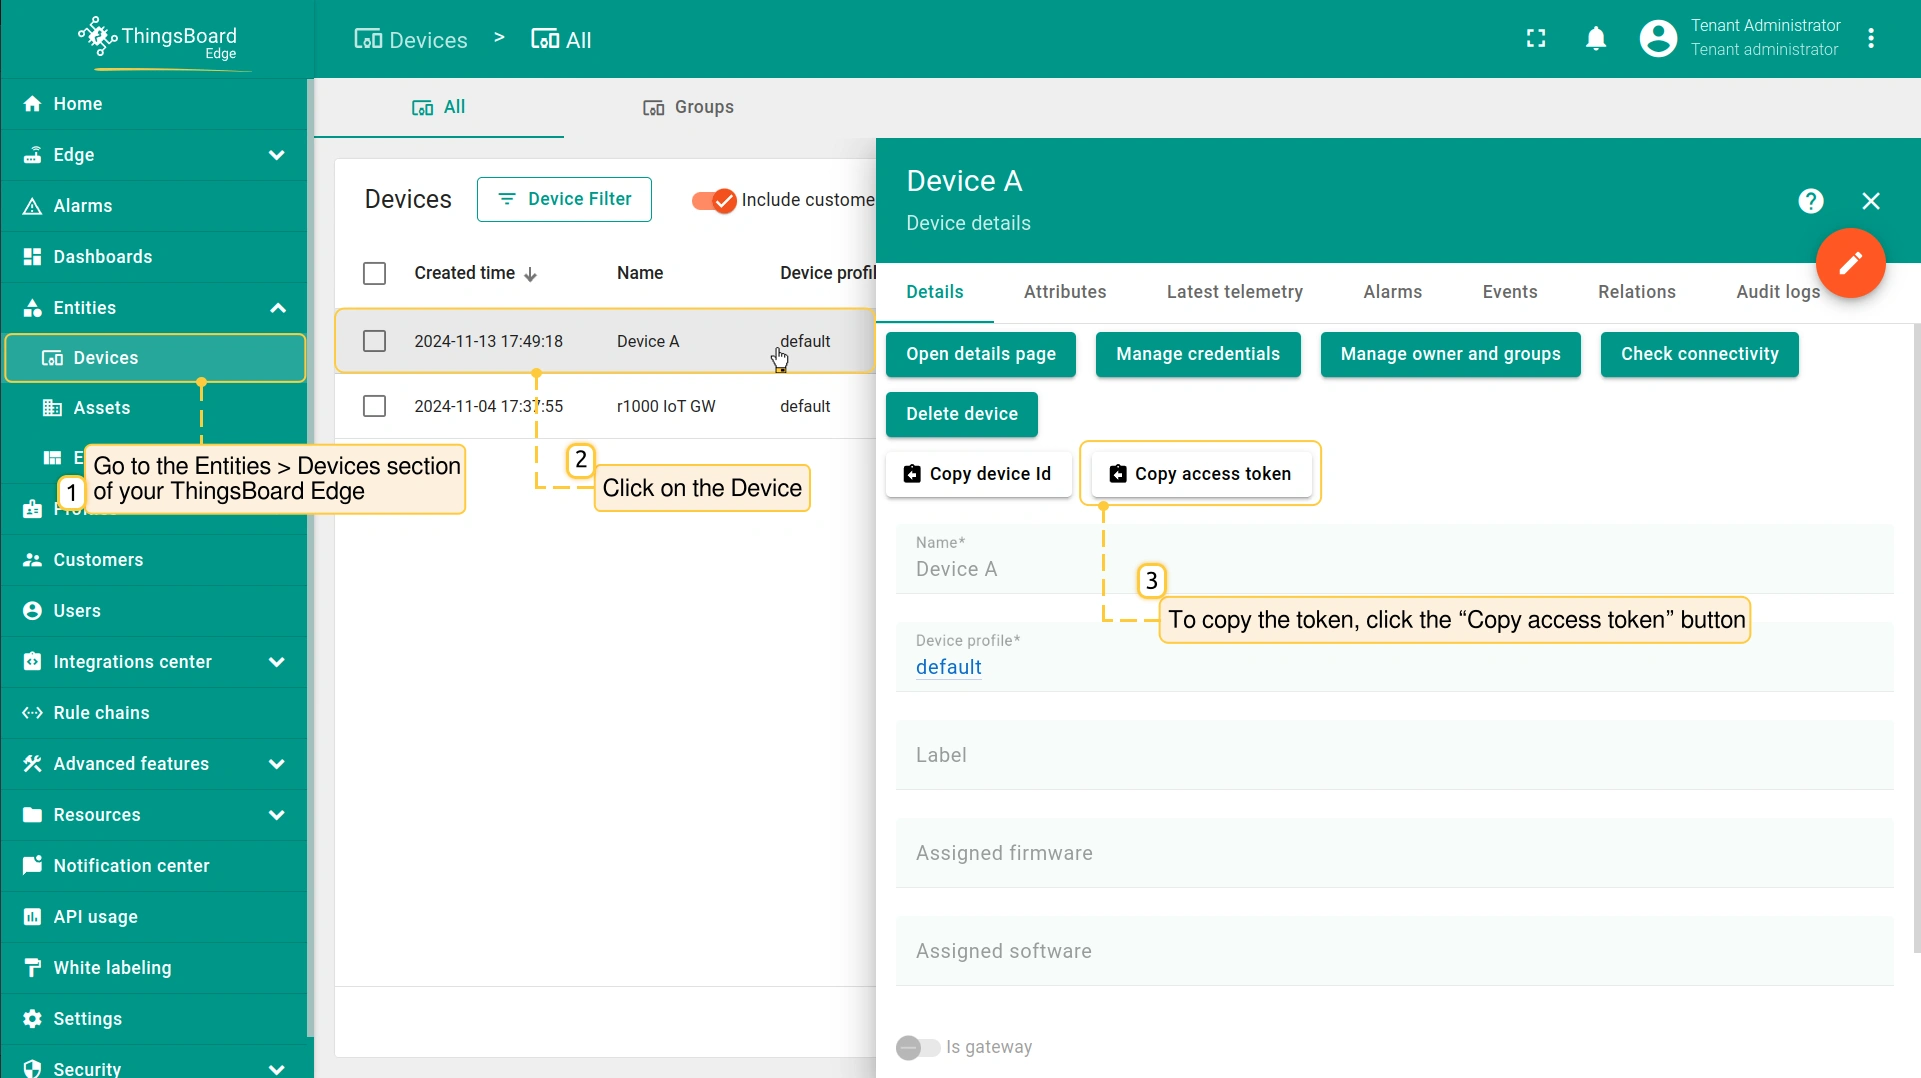 ThingsBoard
Edge
Devices > All
Tenant Administrator
Tenant administrator
Home
Edge
Alarms
Dashboards
Entities
Devices
Assets
E
Customers
Users
Integrations center
Rule chains
Advanced features
Resources
Notification center
API usage
White labeling
Settings
Security
All
Groups
Devices
Device Filter
Include custome
Created time
Name
Device profil
2024-11-13 17:49:18
Device A
default
2024-11-04 17:37:55
r1000 IoT GW
default
1
Go to the Entities > Devices section
of your ThingsBoard Edge
2
Click on the Device
Device A
Device details
Details
Attributes
Latest telemetry
Alarms
Events
Relations
Audit logs
Open details page
Manage credentials
Manage owner and groups
Check connectivity
Delete device
Copy device Id
Copy access token
Name*
Device A
3
To copy the token, click the “Copy access token” button
Device profile*
default
Label
Assigned firmware
Assigned software
Is gateway